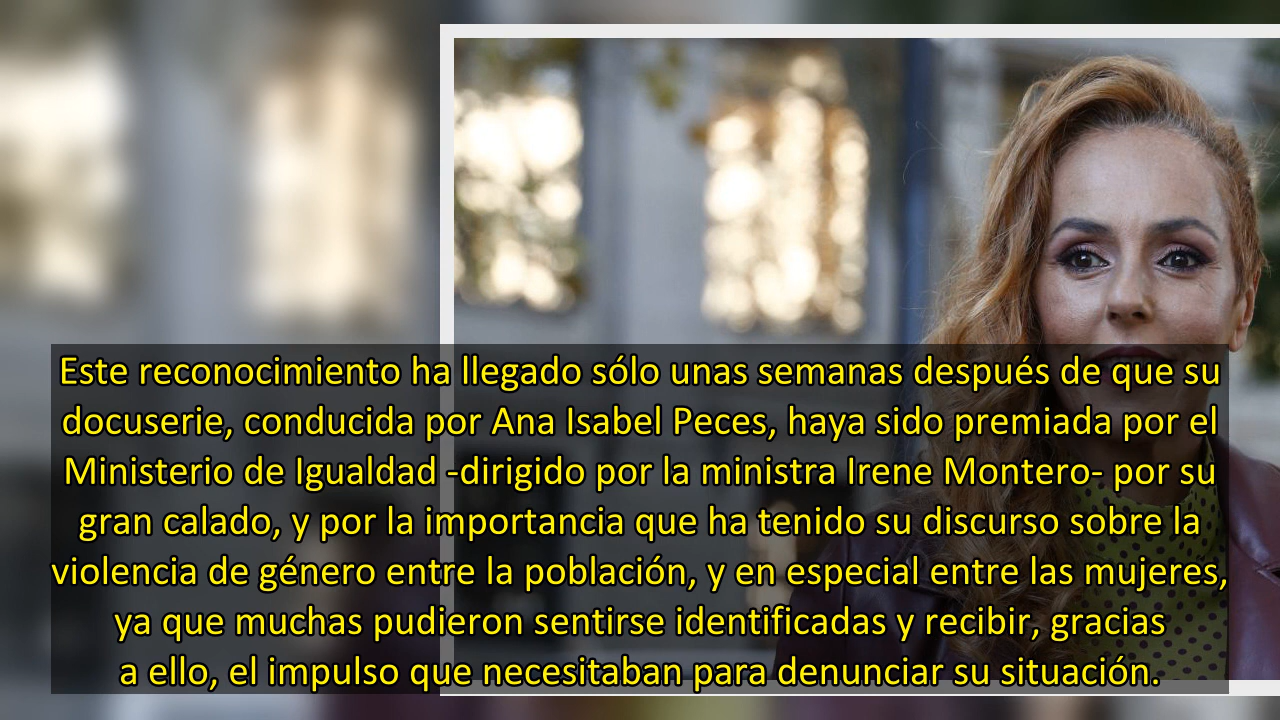 Este reconocimiento ha llegado sólo unas semanas después de que su
docuserie, conducida por Ana Isabel Peces, haya sido premiada por el
Ministerio de Igualdad -dirigido por la ministra Irene Montero- por su
gran calado, y por la importancia que ha tenido su discurso sobre la
violencia de género entre la población, y en especial entre las mujeres,
ya que muchas pudieron sentirse identificadas y recibir, gracias
a ello, el impulso que necesitaban para denunciar su situación.